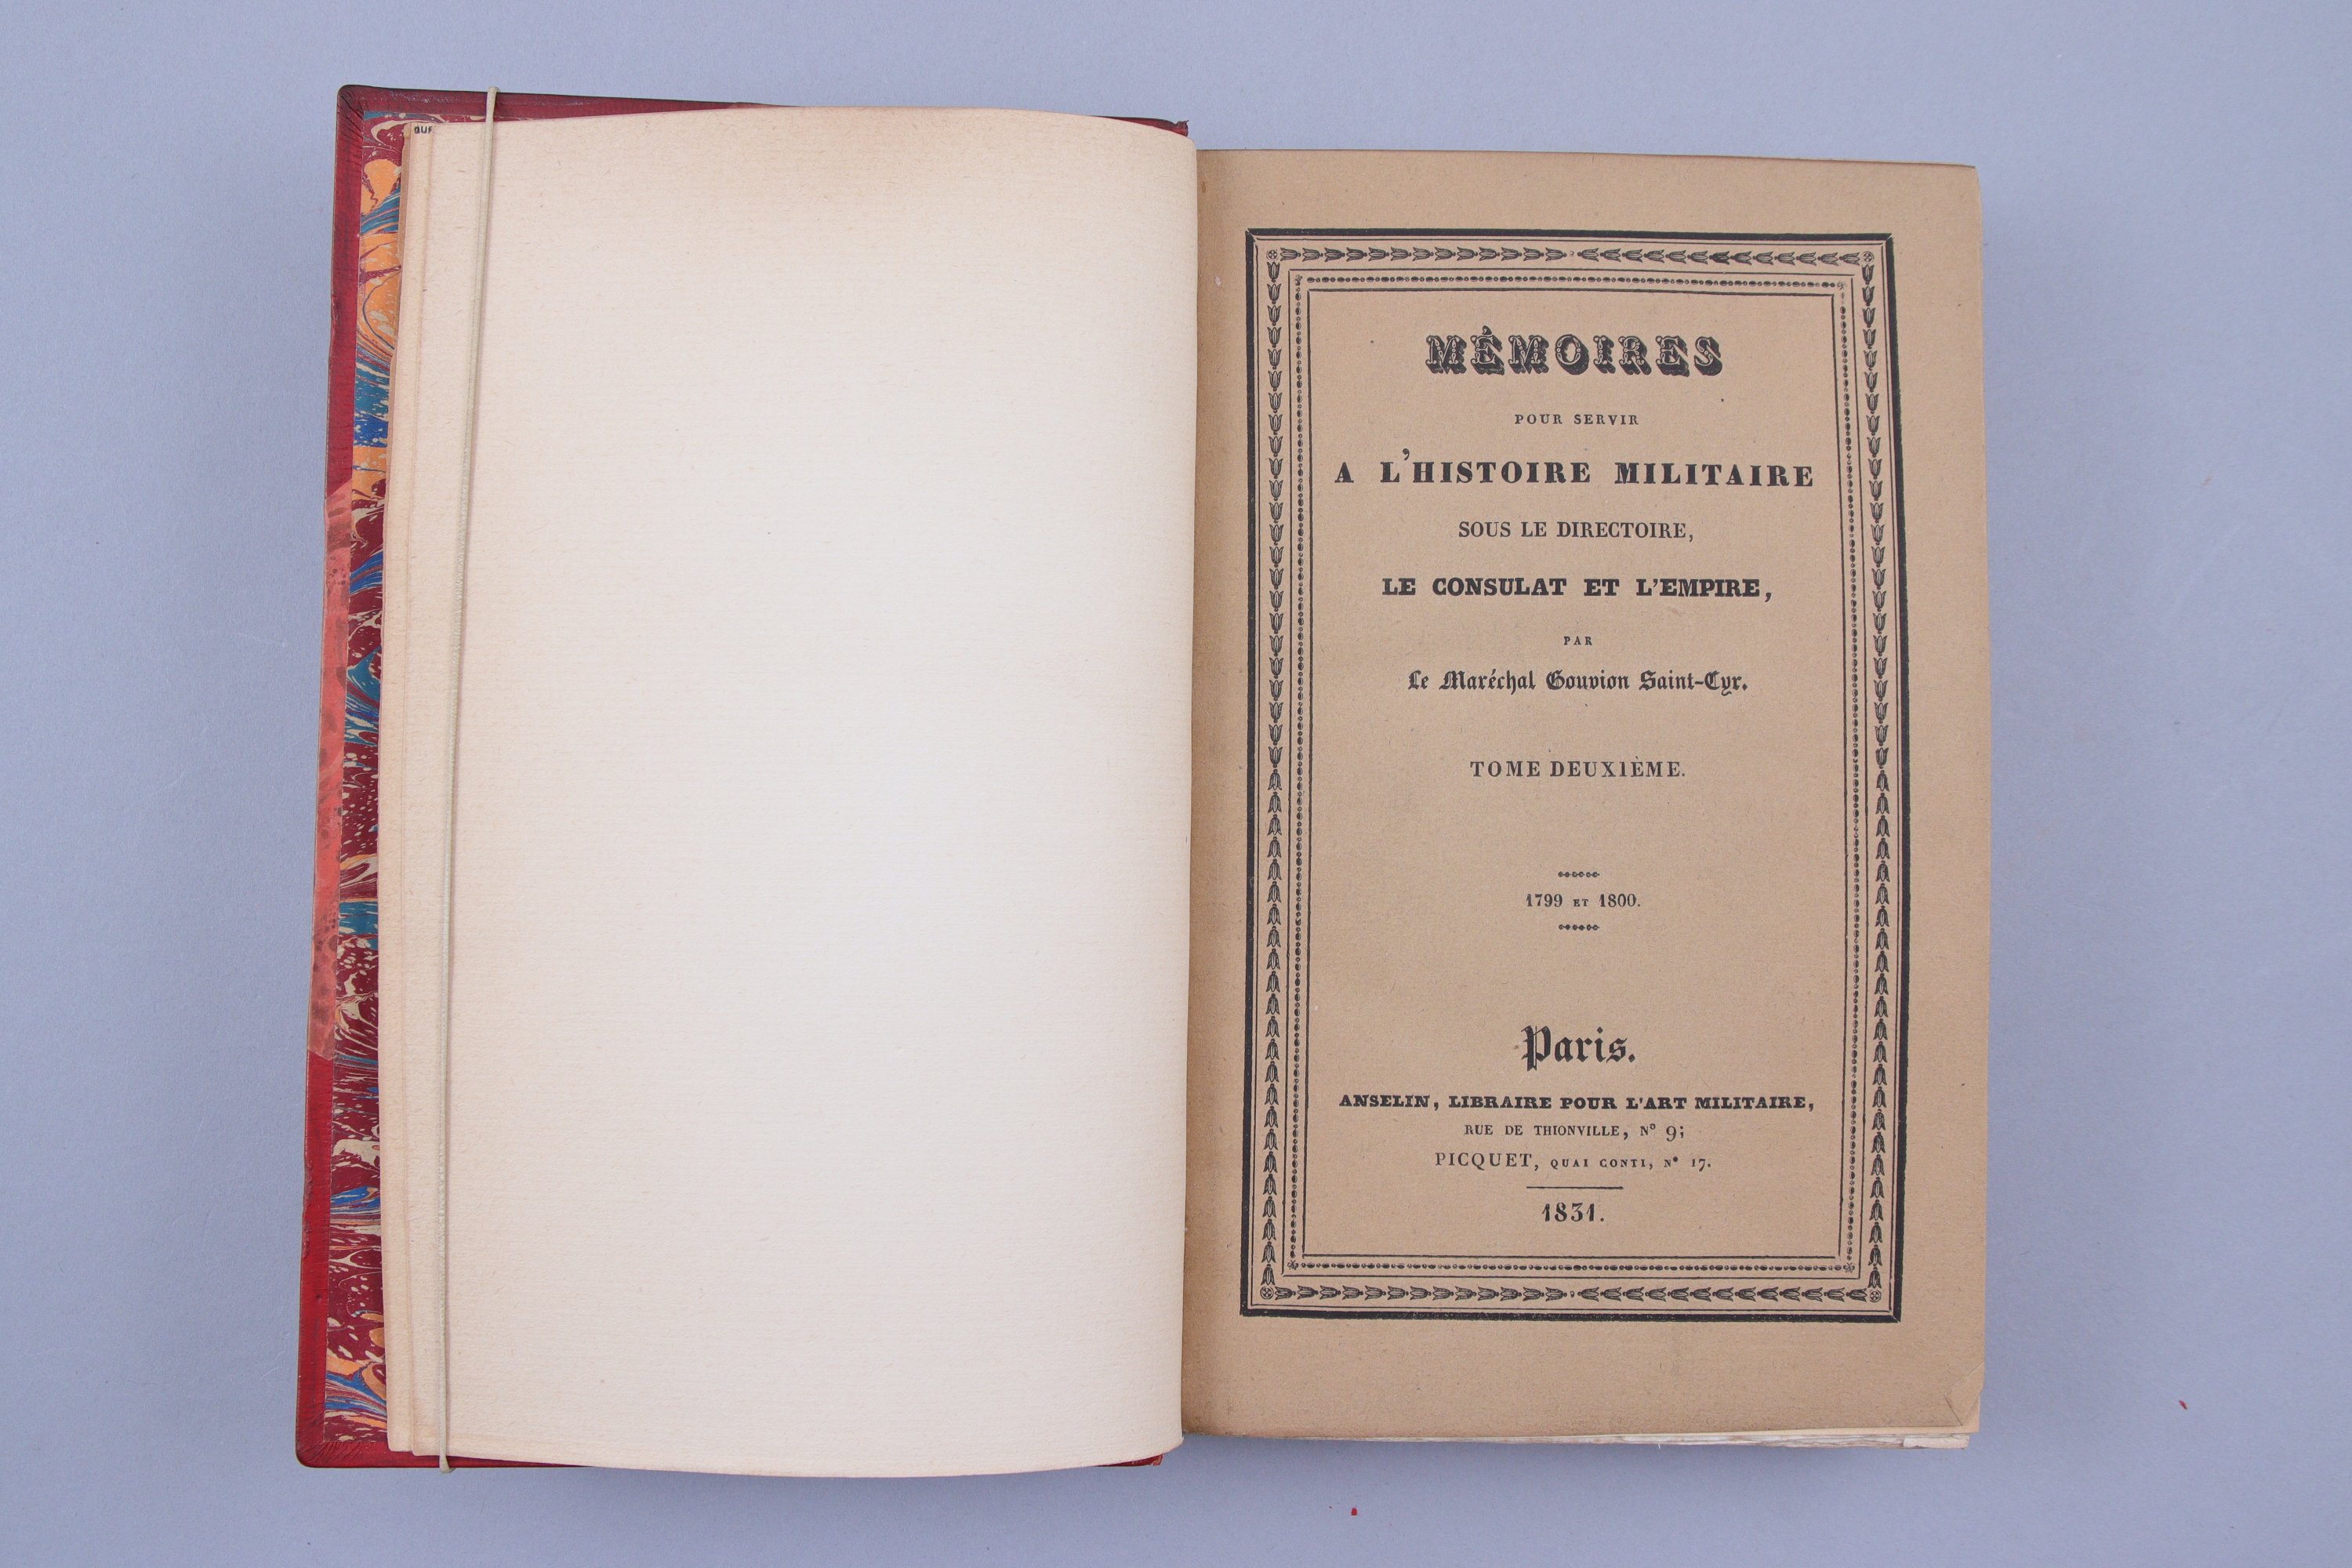 QUE
MÉMOIRES
POUR SERVIR
A L'HISTOIRE MILITAIRE
SOUS LE DIRECTOIRE,
LE CONSULAT ET L'EMPIRE,
PAR
Le Maréchal Gouvion Saint-Cyr.
TOME DEUXIÈME.
1799 ET 1800.
Paris.
ANSELIN, LIBRAIRE POUR L'ART MILITAIRE,
RUE DE THIONVILLE, N° 9;
PICQUET, QUAI CONTI, N° 17.
1831.